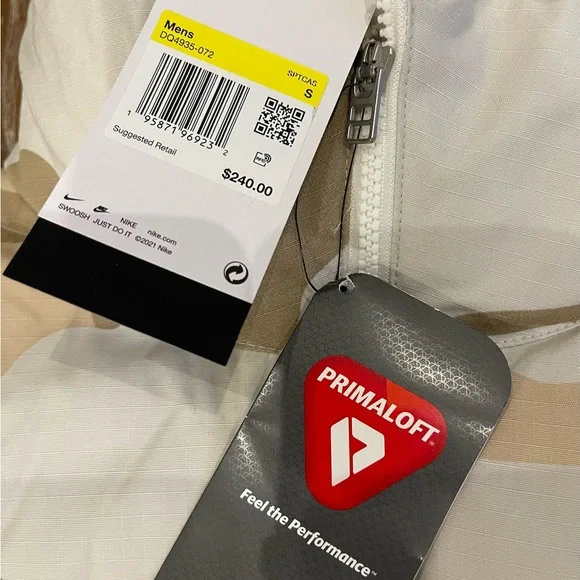 Mens
DQ4935-072
SPTCAS
S
1 95871 96923 2
Suggested Retail
$240.00
NIKE nike.com
SWOOSH JUST DO IT ©2021 Nike
PRIMALOFT®
Feel the Performance™